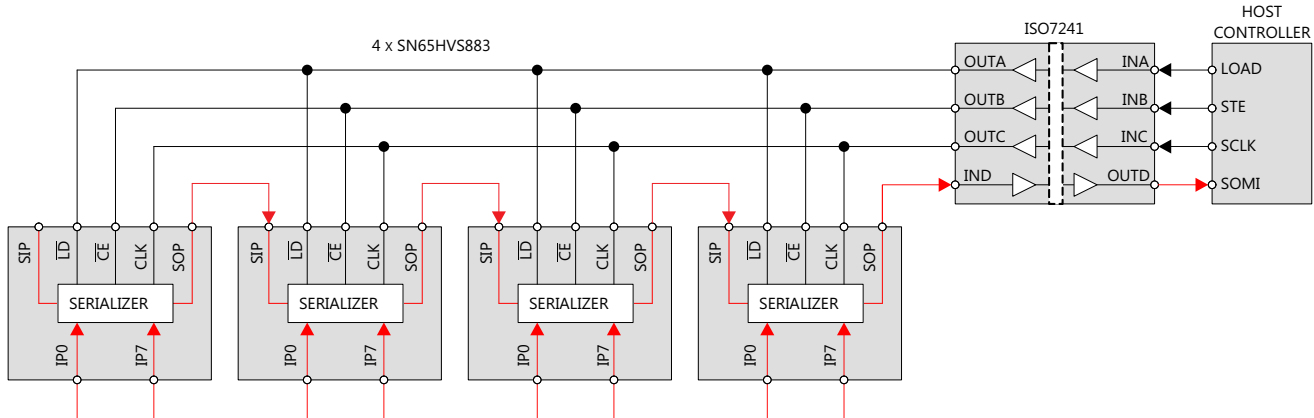 HOST
CONTROLLER
ISO7241
4 x SN65HVS883
OUTA
INA
LOAD
OUTB
INB
STE
OUTC
INC
SCLK
IND
OUTD
SOMI
SIP
LD
CE
CLK
SOP
SIP
LD
CE
CLK
SOP
SIP
LD
CE
CLK
SOP
SIP
LD
CE
CLK
SOP
SERIALIZER
SERIALIZER
SERIALIZER
SERIALIZER
IP0
IP7
IP0
IP7
IP0
IP7
IP0
IP7